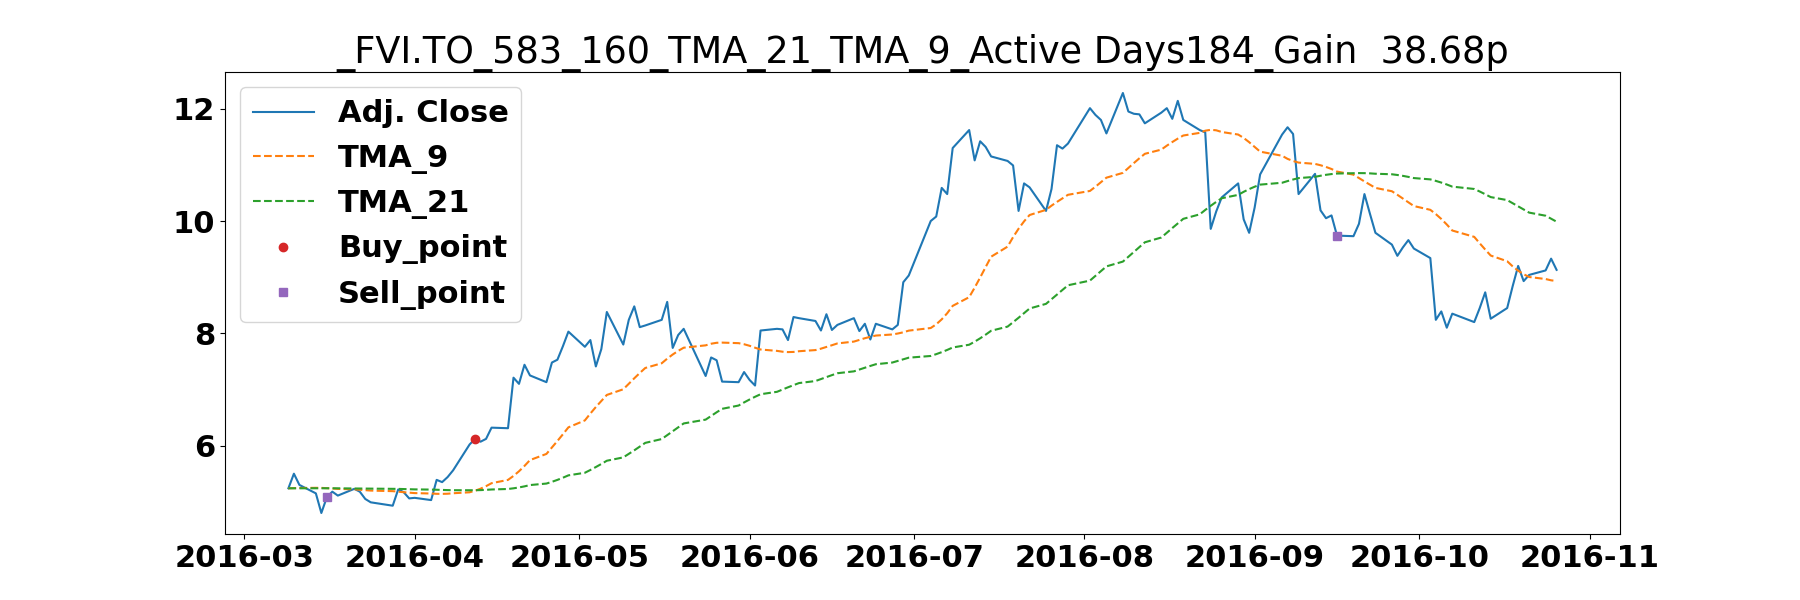 _FVI.TO_583_160_TMA_21_TMA_9_Active Days184_Gain  38.68p
Adj. Close
TMA_9
TMA_21
Buy_point
Sell_point
12
10
8
6
2016-03 2016-04 2016-05 2016-06 2016-07 2016-08 2016-09 2016-10 2016-11